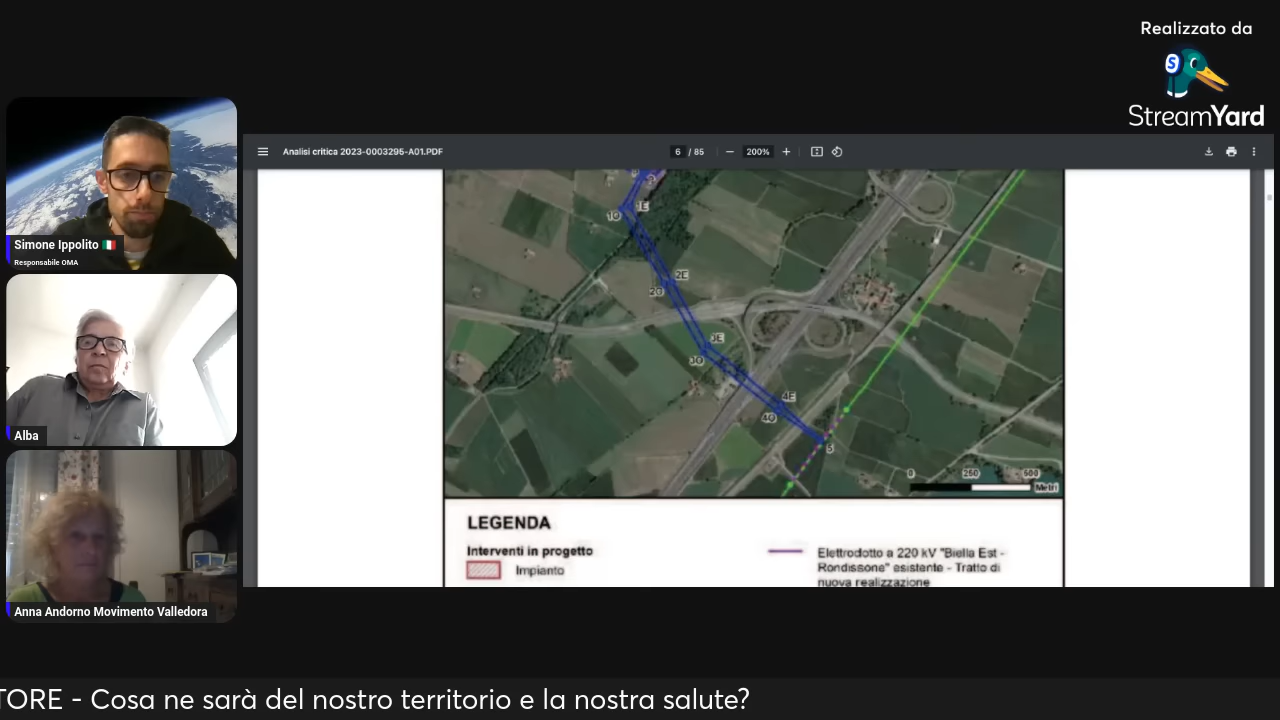 Realizzato da
StreamYard
Analisi critica 2023-0003295-A01.PDF
6 / 85
200%
1E
1O
2E
2O
3E
3O
4E
4O
5
0 250 500
Metri
LEGENDA
Interventi in progetto
Impianto
Elettrodotto a 220 kV "Biella Est -
Rondissone" esistente - Tratto di
nuova realizzazione
Simone Ippolito
Responsabile OMA
Alba
Anna Andorno Movimento Valledora
TORE - Cosa ne sarà del nostro territorio e la nostra salute?